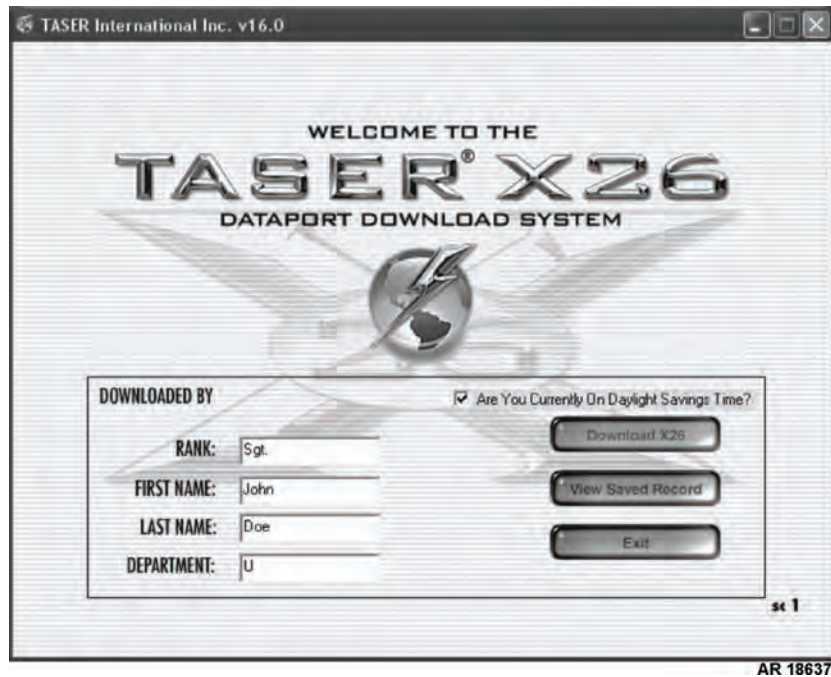 TASER International Inc. v16.0
WELCOME TO THE
TASER® X26
DATAPORT DOWNLOAD SYSTEM
DOWNLOADED BY
Are You Currently On Daylight Savings Time?
RANK: Sgt.
Download X26
FIRST NAME: John
View Saved Record
LAST NAME: Doe
Exit
DEPARTMENT: U
sc 1
AR 18637